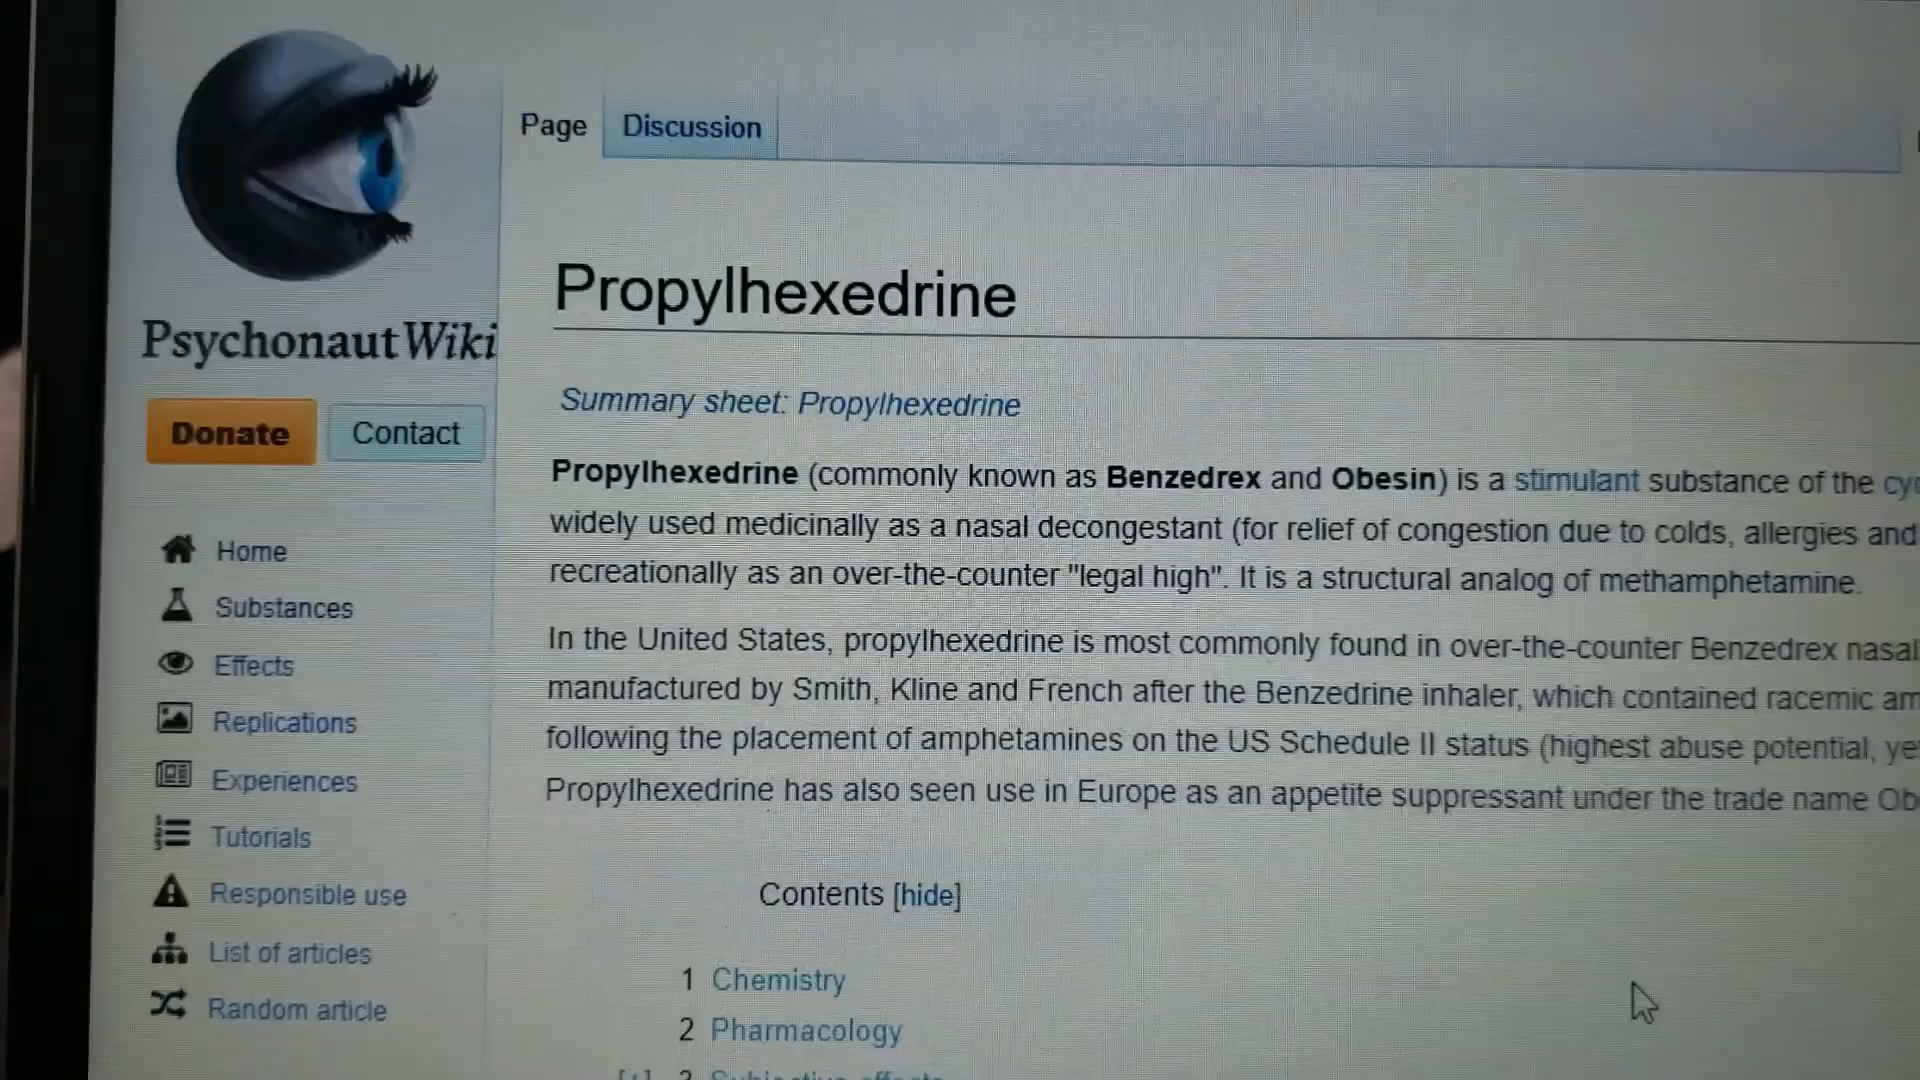 Page
Discussion
Propylhexedrine
PsychonautWiki
Donate
Contact
Home
Substances
Effects
Replications
Experiences
Tutorials
Responsible use
List of articles
Random article
Summary sheet: Propylhexedrine
Propylhexedrine (commonly known as Benzedrex and Obesin) is a stimulant substance of the
widely used medicinally as a nasal decongestant (for relief of congestion due to colds, allergies and
recreationally as an over-the-counter "legal high". It is a structural analog of methamphetamine.
In the United States, propylhexedrine is most commonly found in over-the-counter Benzedrex nasal
manufactured by Smith, Kline and French after the Benzedrine inhaler, which contained racemic am
following the placement of amphetamines on the US Schedule II status (highest abuse potential, ye
Propylhexedrine has also seen use in Europe as an appetite suppressant under the trade name Ob
Contents [hide]
1 Chemistry
2 Pharmacology